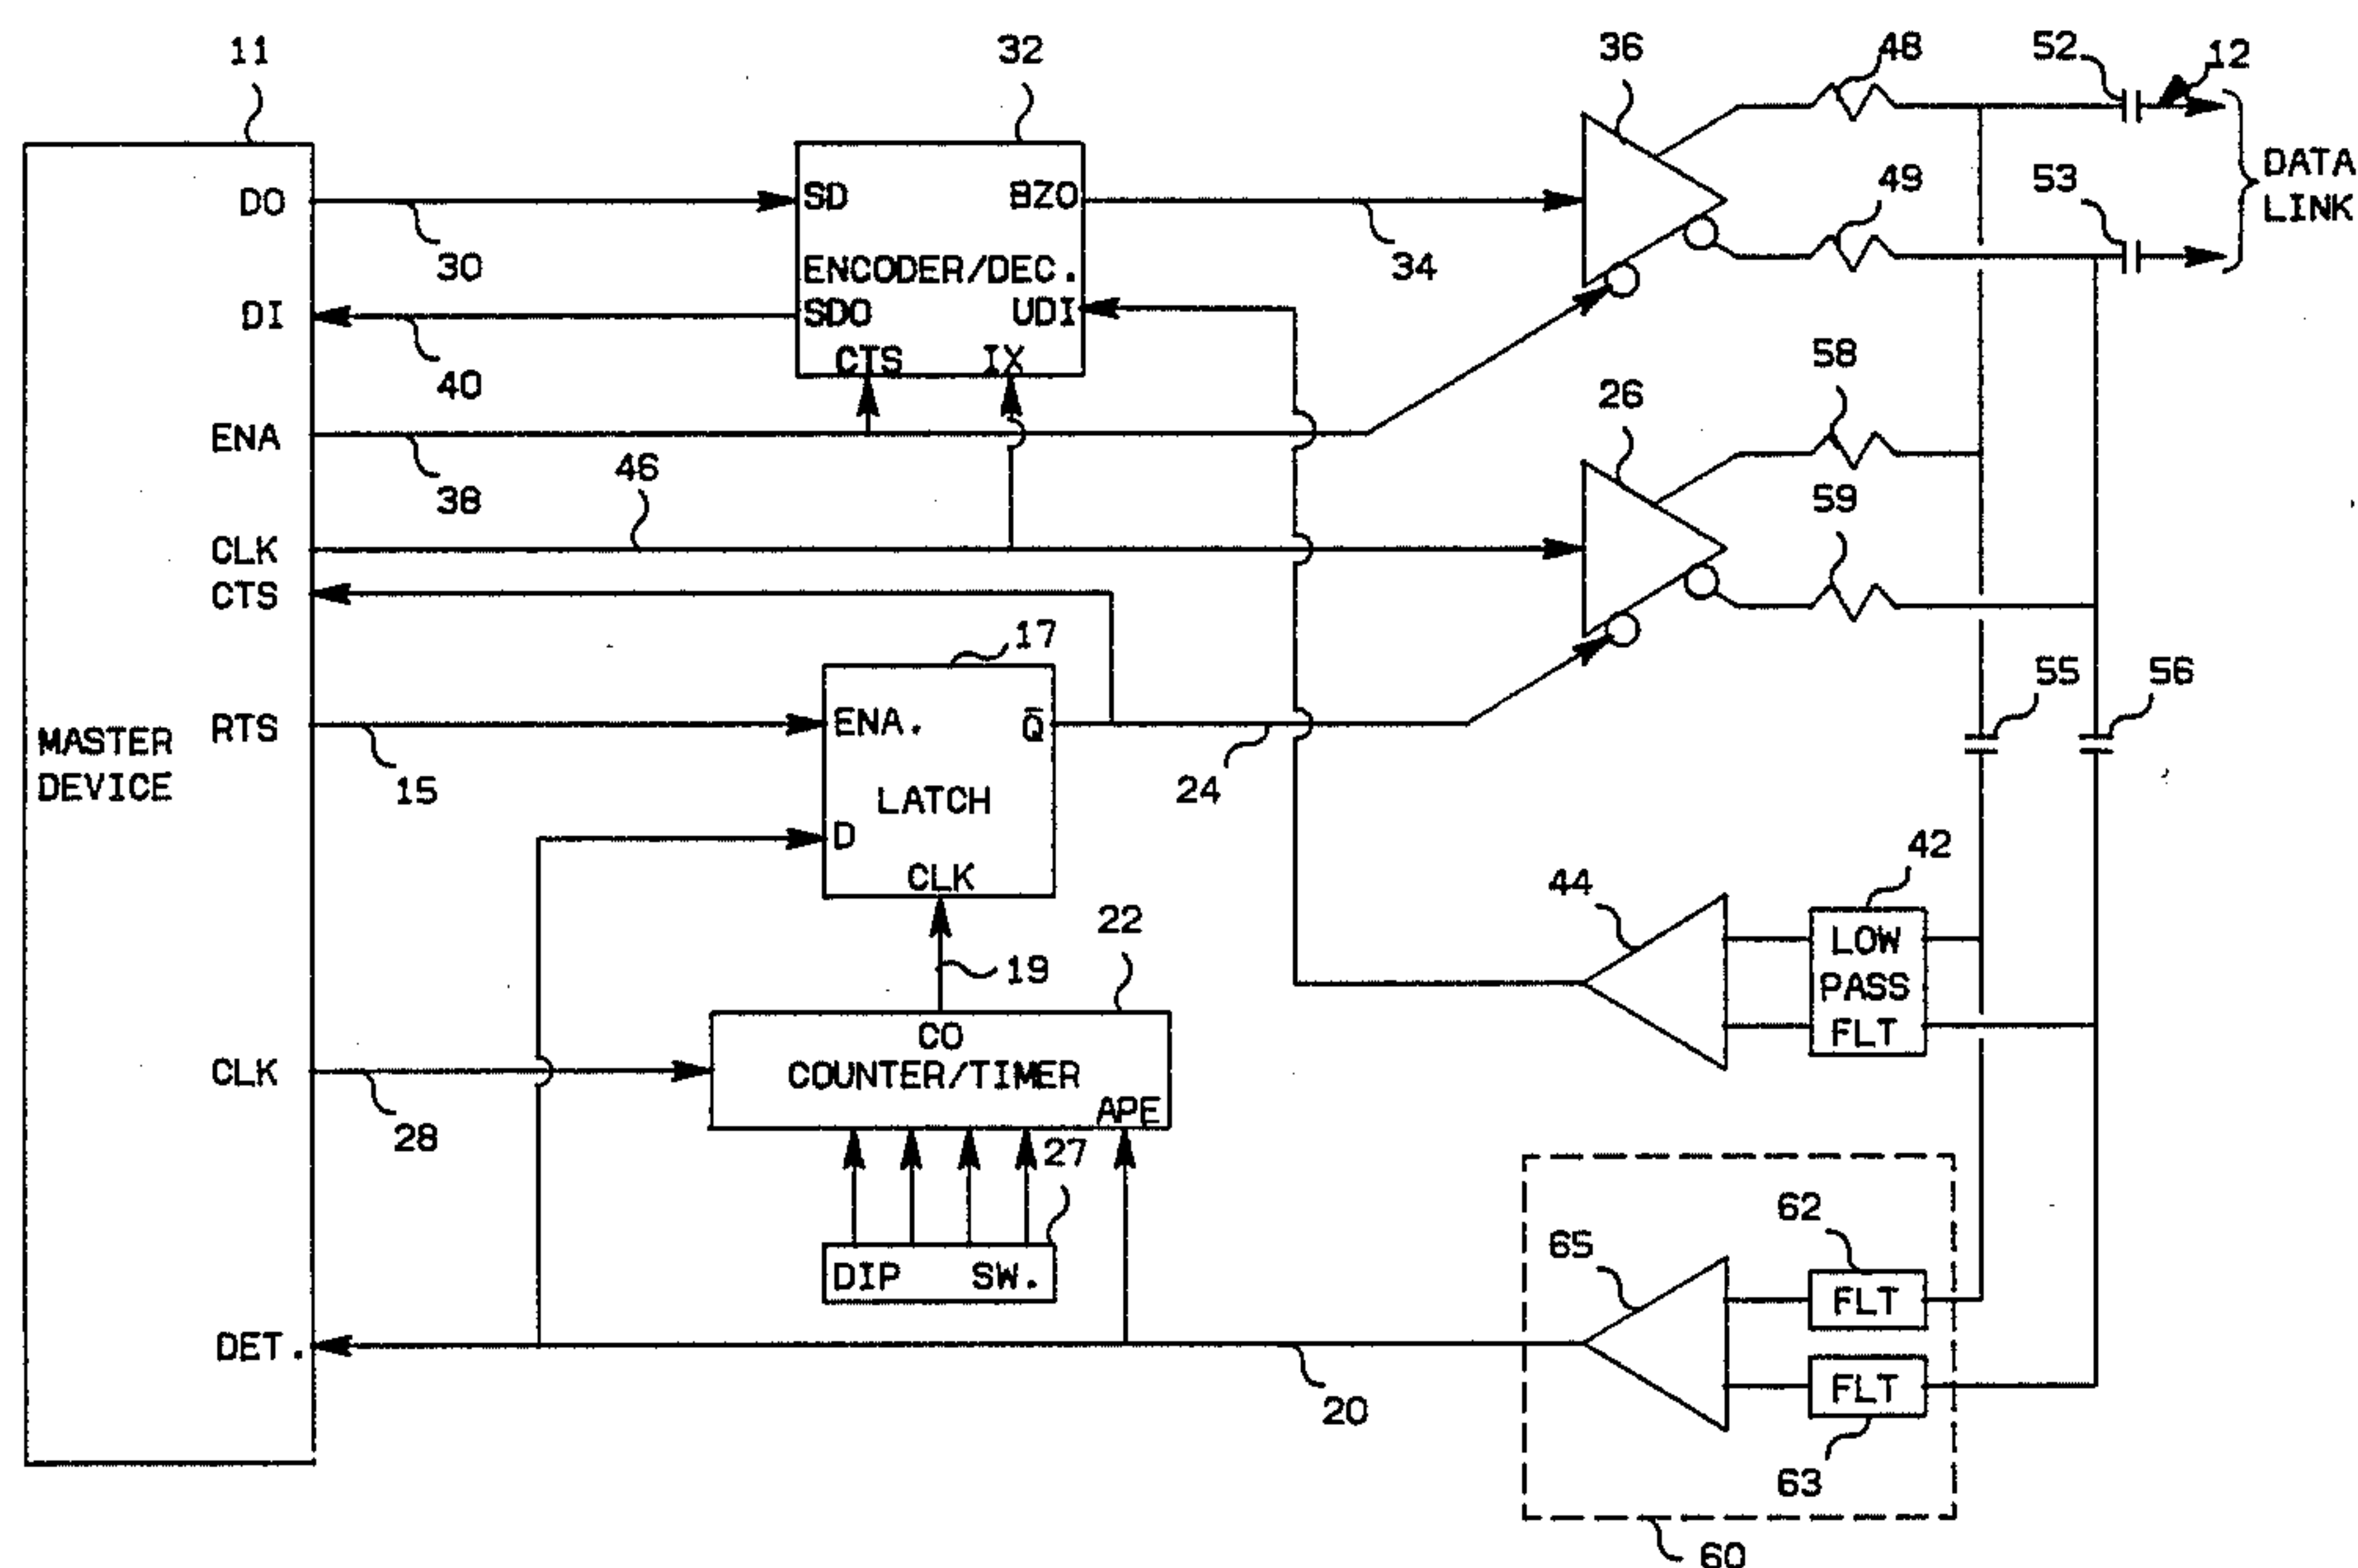 11
32
36
48
52
12
DO
SD
BZO
49
53
DATA
LINK
30
34
ENCODER/DEC.
DI
SDO
UDI
40
CTS
IX
58
ENA
38
46
26
59
CLK
CTS
17
55
56
MASTER
DEVICE
RTS
ENA.
Q̄
15
24
LATCH
D
CLK
42
44
22
19
LOW
PASS
FLT
CO
CLK
COUNTER/TIMER
APE
28
27
62
65
DIP SW.
FLT
DET.
FLT
20
63
60